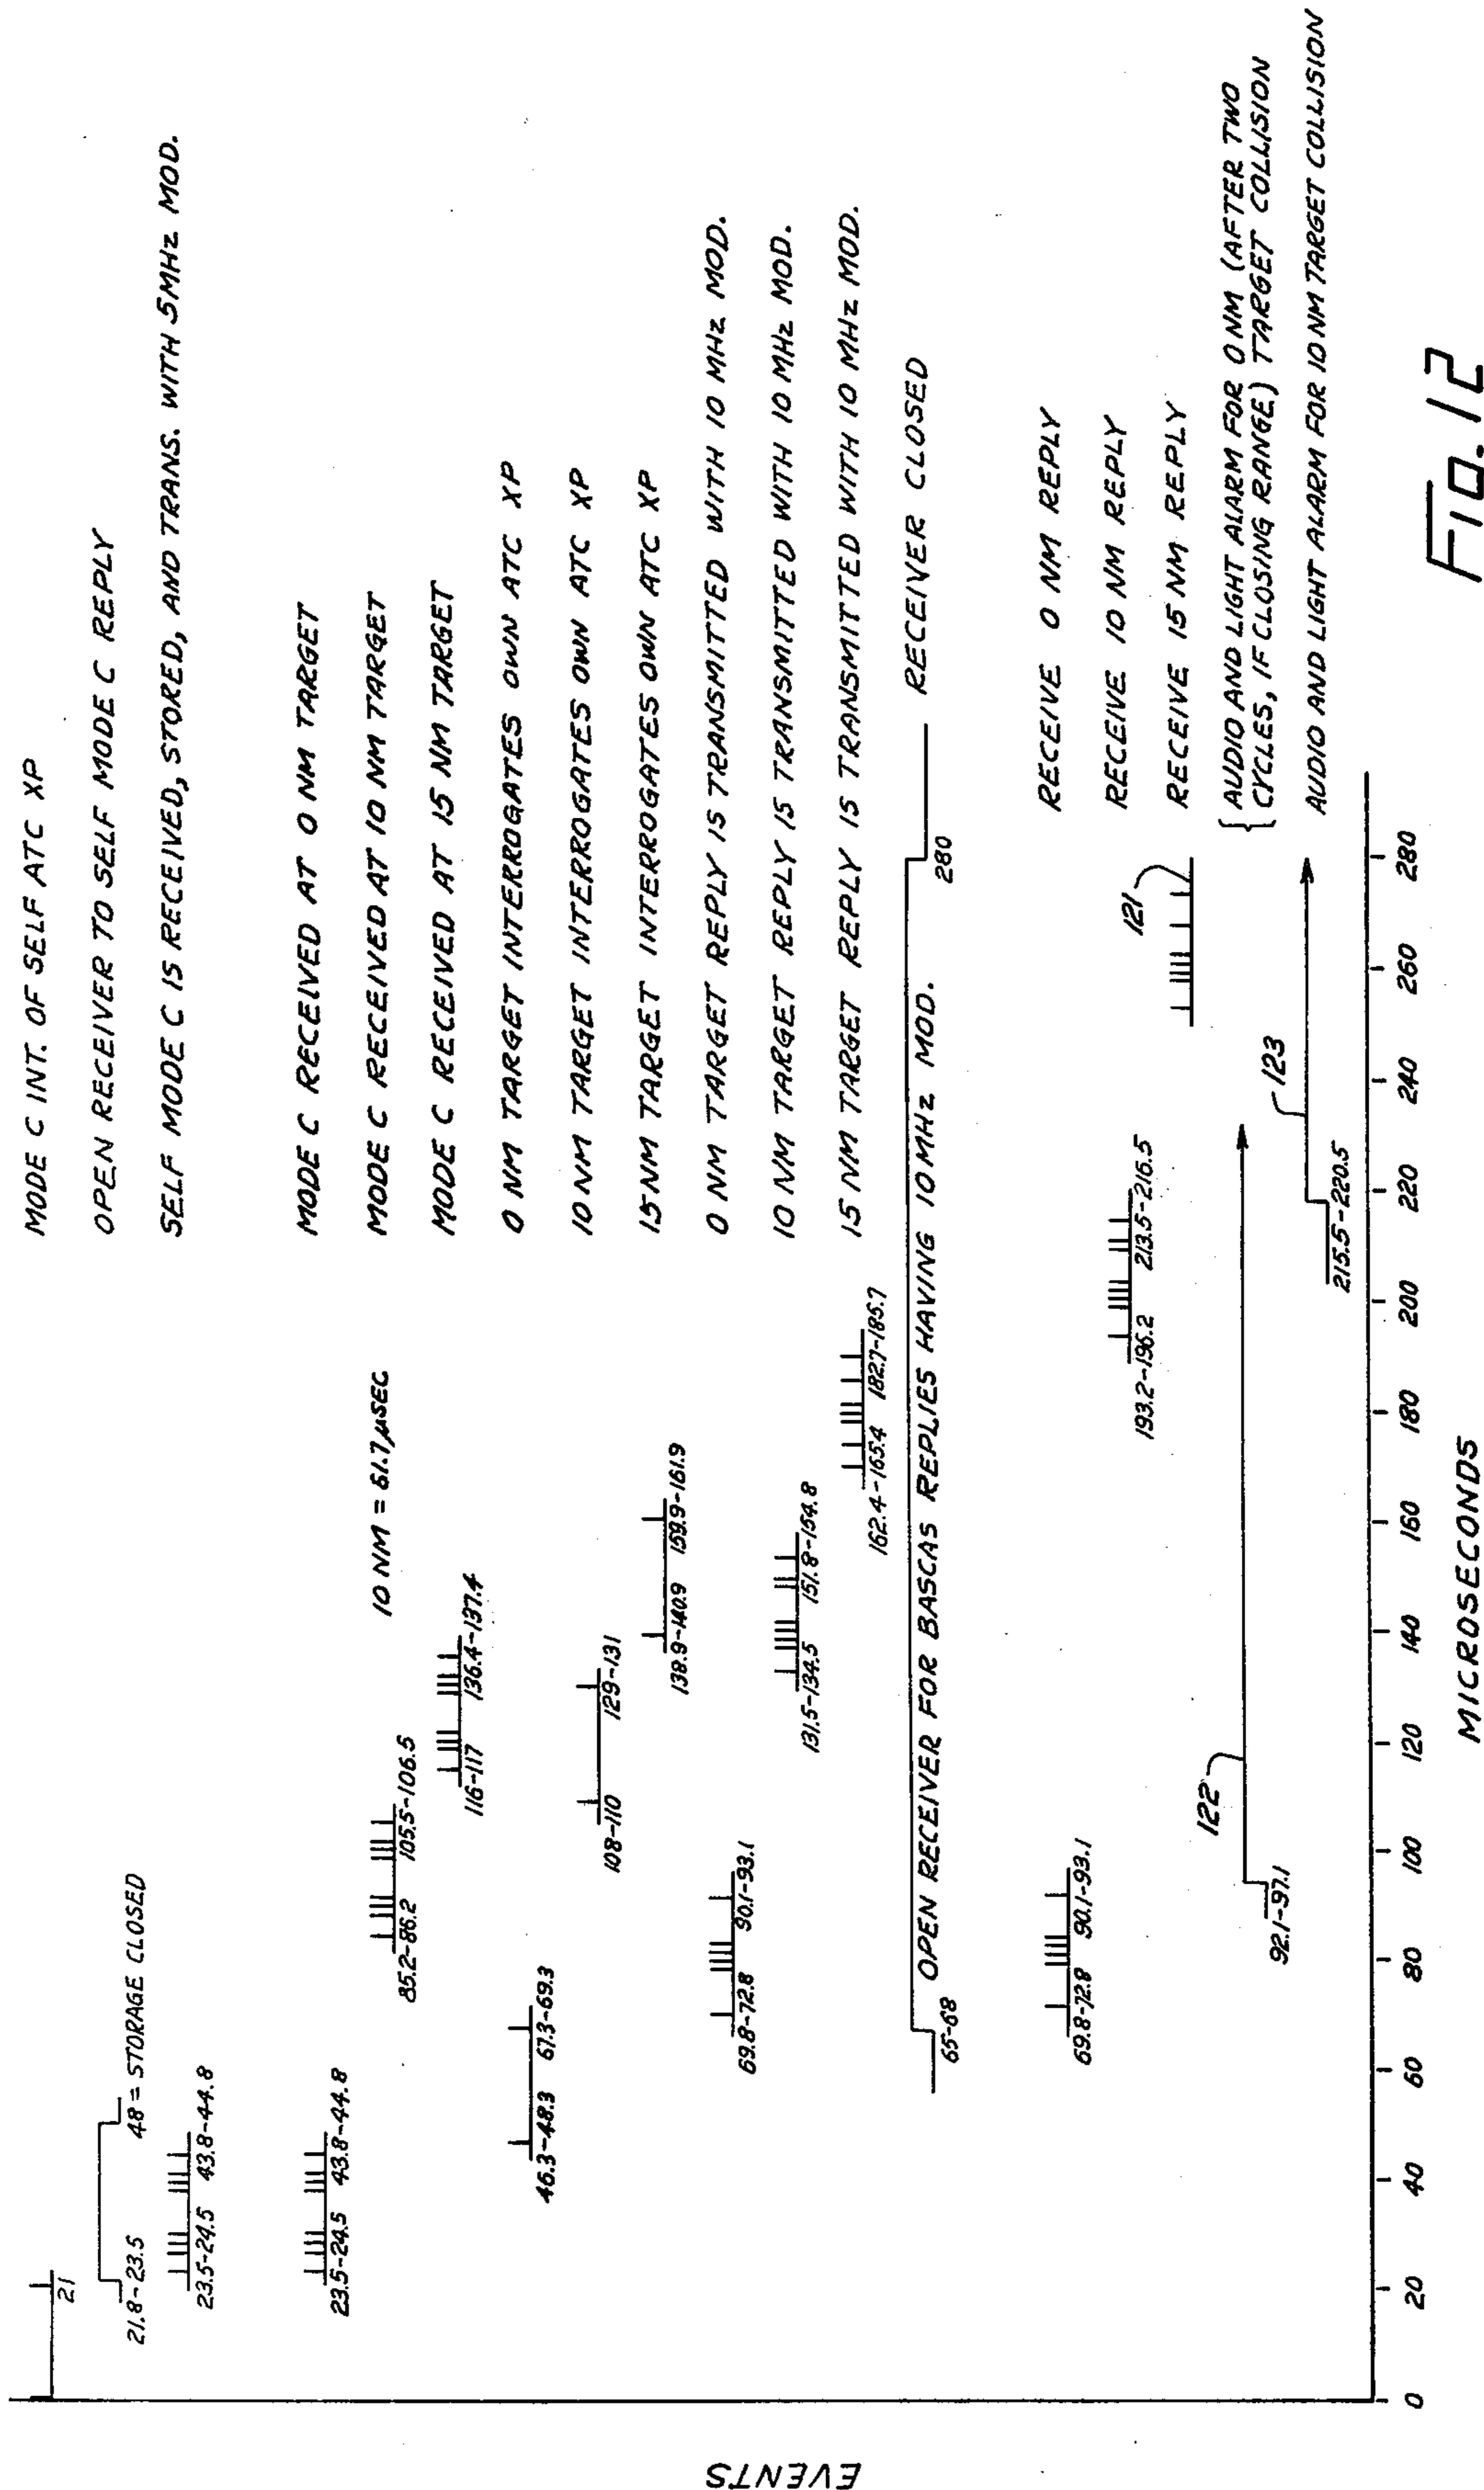 MODE C INT. OF SELF ATC XP
21
OPEN RECEIVER TO SELF MODE C REPLY
21.8-23.5 48 = STORAGE CLOSED
SELF MODE C IS RECEIVED, STORED, AND TRANS. WITH 5MHz MOD.
23.5-24.5 43.8-44.8
MODE C RECEIVED AT 0 NM TARGET
23.5-24.5 43.8-44.8
MODE C RECEIVED AT 10 NM TARGET
10 NM = 61.7 µSEC
85.2-86.2 105.5-106.5
MODE C RECEIVED AT 15 NM TARGET
116-117 136.4-137.4
0 NM TARGET INTERROGATES OWN ATC XP
46.3-48.3 67.3-69.3
10 NM TARGET INTERROGATES OWN ATC XP
108-110 129-131
15 NM TARGET INTERROGATES OWN ATC XP
138.9-140.9 159.9-161.9
0 NM TARGET REPLY IS TRANSMITTED WITH 10 MHz MOD.
69.8-72.8 90.1-93.1
10 NM TARGET REPLY IS TRANSMITTED WITH 10 MHz MOD.
131.5-134.5 151.8-154.8
15 NM TARGET REPLY IS TRANSMITTED WITH 10 MHz MOD.
162.4-165.4 182.7-185.7
RECEIVER CLOSED
65-68 OPEN RECEIVER FOR BASCAS REPLIES HAVING 10MHz MOD. 280
RECEIVE 0 NM REPLY
69.8-72.8 90.1-93.1
RECEIVE 10 NM REPLY
193.2-196.2 213.5-216.5
RECEIVE 15 NM REPLY
121
AUDIO AND LIGHT ALARM FOR 0 NM (AFTER TWO
CYCLES, IF CLOSING RANGE) TARGET COLLISION
122
92.1-97.1
AUDIO AND LIGHT ALARM FOR 10 NM TARGET COLLISION
123
215.5-220.5
0 20 40 60 80 100 120 140 160 180 200 220 240 260 280
MICROSECONDS
EVENTS
FIG. 12